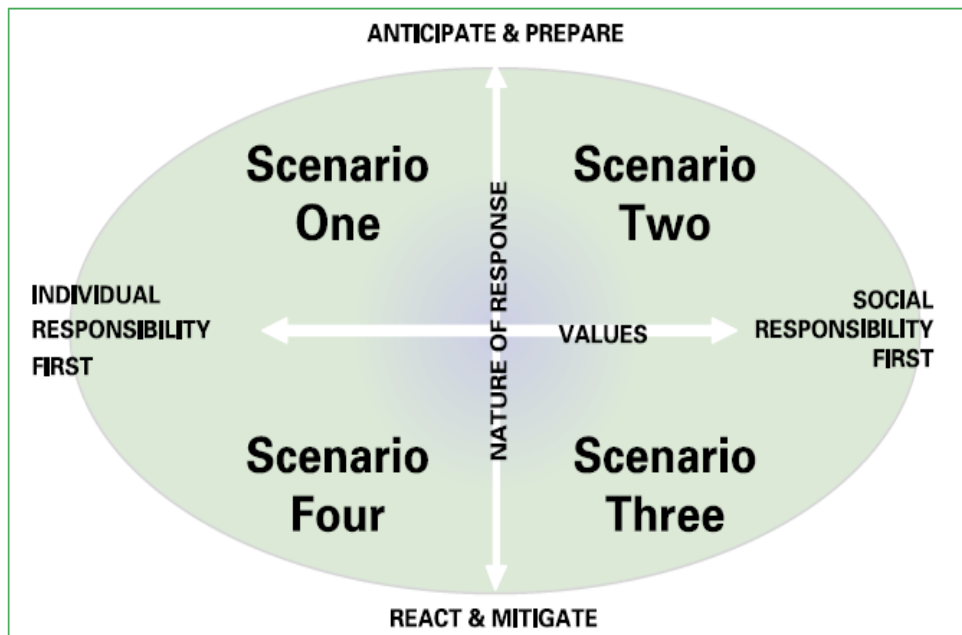 ANTICIPATE & PREPARE
Scenario
One
Scenario
Two
NATURE OF RESPONSE
INDIVIDUAL
RESPONSIBILITY
FIRST
VALUES
SOCIAL
RESPONSIBILITY
FIRST
Scenario
Four
Scenario
Three
REACT & MITIGATE